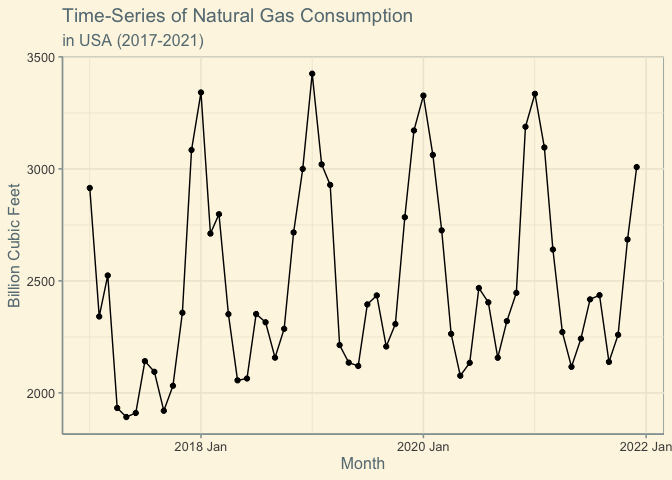 Time-Series of Natural Gas Consumption
in USA (2017-2021)
3500
3000
2500
2000
Billion Cubic Feet
2018 Jan
2020 Jan
2022 Jan
Month